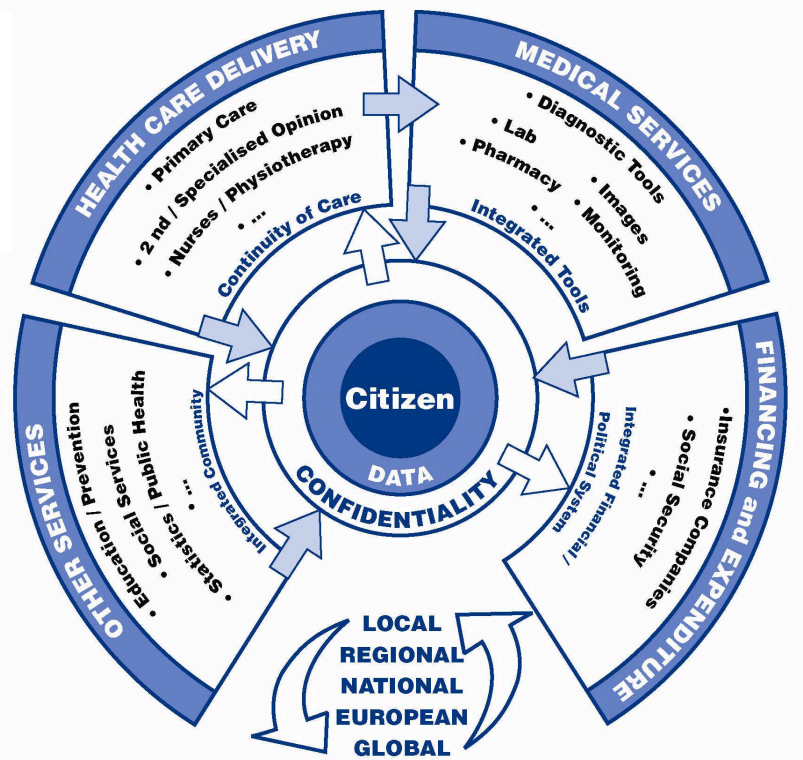 HEALTH CARE DELIVERY
• Primary Care
• 2 nd / Specialised Opinion
• Nurses / Physiotherapy
• ...
Continuity of Care
MEDICAL SERVICES
• Diagnostic Tools
• Lab
• Images
• Pharmacy
• Monitoring
• ...
Integrated Tools
OTHER SERVICES
• Education / Prevention
• Social Services
• Statistics / Public Health
• ...
Integrated Community
Citizen
DATA
CONFIDENTIALITY
FINANCING and EXPENDITURE
• Insurance Companies
• Social Security
• ...
Integrated Financial /
Political System
LOCAL
REGIONAL
NATIONAL
EUROPEAN
GLOBAL